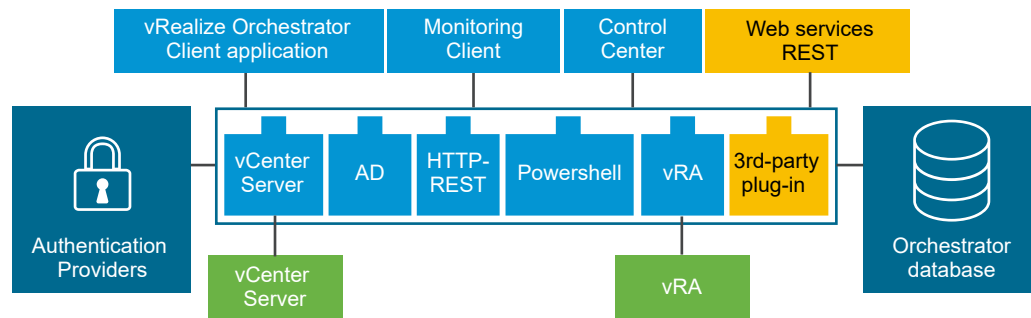 vRealize Orchestrator
Client application
Monitoring
Client
Control
Center
Web services
REST
Authentication
Providers
vCenter
Server
AD
HTTP-
REST
Powershell
vRA
3rd-party
plug-in
Orchestrator
database
vCenter
Server
vRA